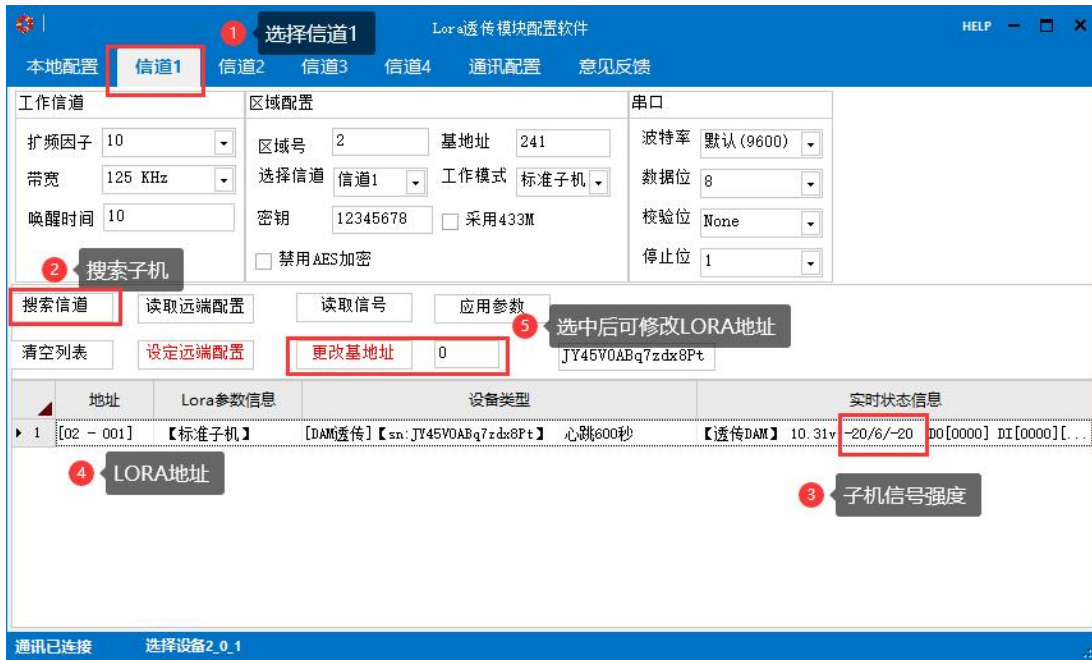 1 选择信道1 Lora透传模块配置软件 HELP
本地配置 信道1 信道2 信道3 信道4 通讯配置 意见反馈
工作信道 区域配置 串口
扩频因子 10 区域号 2 基地址 241 波特率 默认(9600)
带宽 125 KHz 选择信道 信道1 工作模式 标准子机 数据位 8
唤醒时间 10 密钥 12345678 采用433M 校验位 None
禁用AES加密 停止位 1
2 搜索子机
搜索信道 读取远端配置 读取信号 应用参数
5 选中后可修改LORA地址
清空列表 设定远端配置 更改基地址 0 JY45V0ABq7zdx8Pt
地址 Lora参数信息 设备类型 实时状态信息
1 [02 - 001] 【标准子机】 [DAM透传]【sn:JY45V0ABq7zdx8Pt】 心跳600秒 【透传DAM】 10.31v -20/6/-20 DO[0000] DI[0000][...
4 LORA地址
3 子机信号强度
通讯已连接 选择设备2_0_1